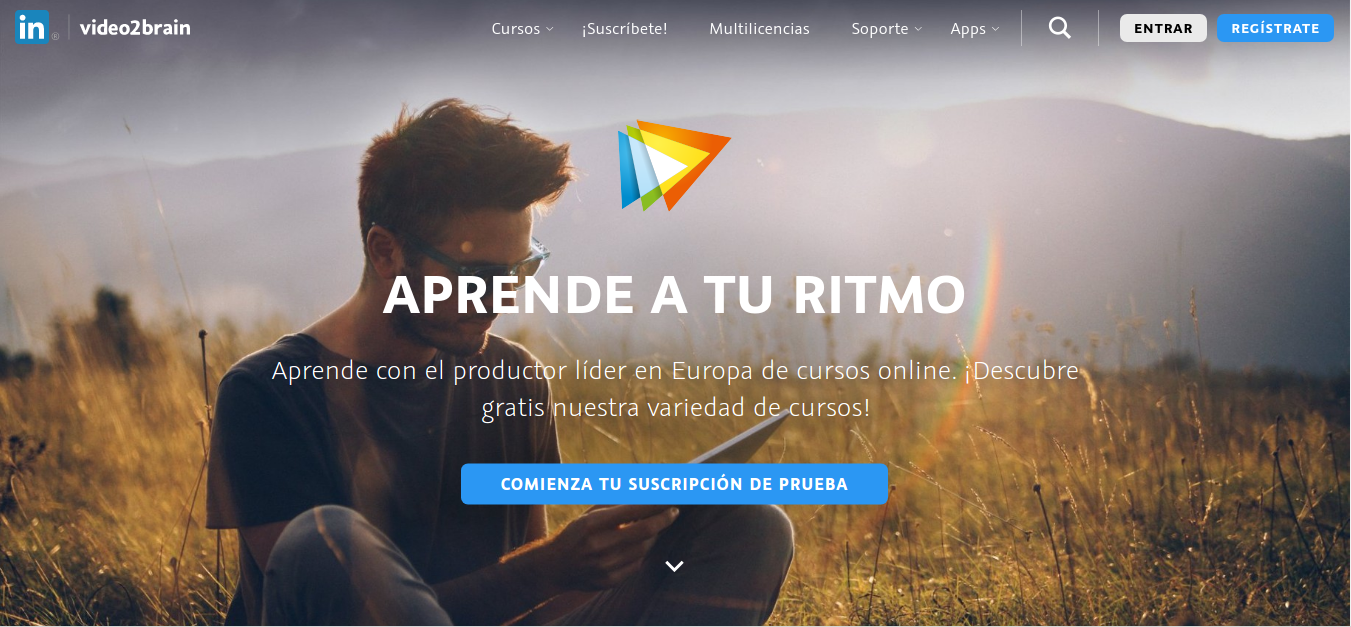 in ® video2brain
Cursos ¡Suscríbete! Multilicencias Soporte Apps ENTRAR REGÍSTRATE
APRENDE A TU RITMO
Aprende con el productor líder en Europa de cursos online. ¡Descubre
gratis nuestra variedad de cursos!
COMIENZA TU SUSCRIPCIÓN DE PRUEBA